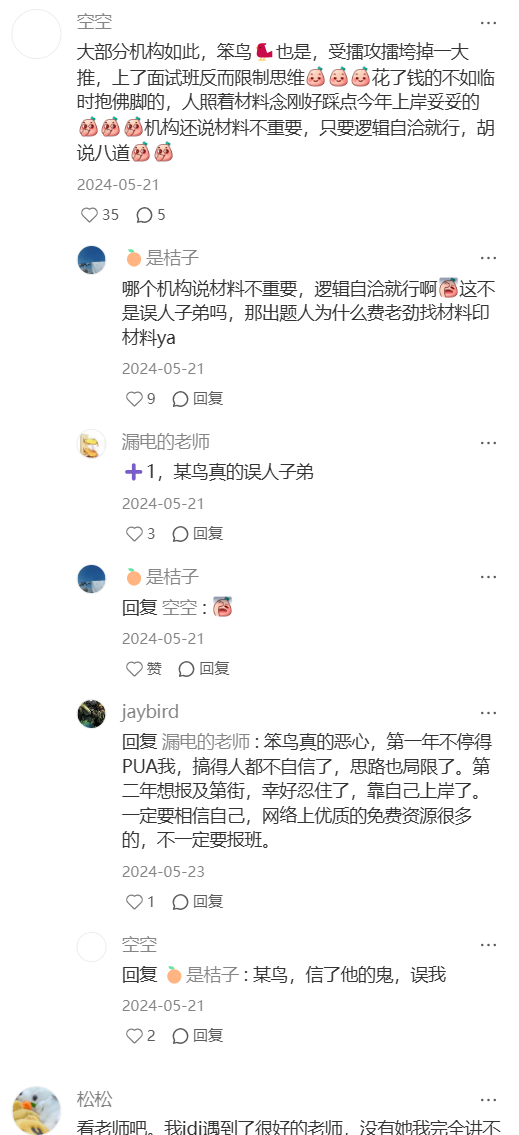 空空
大部分机构如此，笨鸟也是，受擂攻擂垮掉一大
推，上了面试班反而限制思维花了钱的不如临
时抱佛脚的，人照着材料念刚好踩点今年上岸妥妥的
机构还说材料不重要，只要逻辑自洽就行，胡
说八道
2024-05-21
35 5
🍊是桔子
哪个机构说材料不重要，逻辑自洽就行啊这不
是误人子弟吗，那出题人为什么费老劲找材料印
材料ya
2024-05-21
9 回复
漏电的老师
➕1，某鸟真的误人子弟
2024-05-21
3 回复
🍊是桔子
回复 空空 :
2024-05-21
赞 回复
jaybird
回复 漏电的老师 : 笨鸟真的恶心，第一年不停得
PUA我，搞得人都不自信了，思路也局限了。第
二年想报及第街，幸好忍住了，靠自己上岸了。
一定要相信自己，网络上优质的免费资源很多
的，不一定要报班。
2024-05-23
1 回复
空空
回复 🍊是桔子 : 某鸟，信了他的鬼，误我
2024-05-21
2 回复
松松
看老师吧。我jdj遇到了很好的老师，没有她我完全讲不